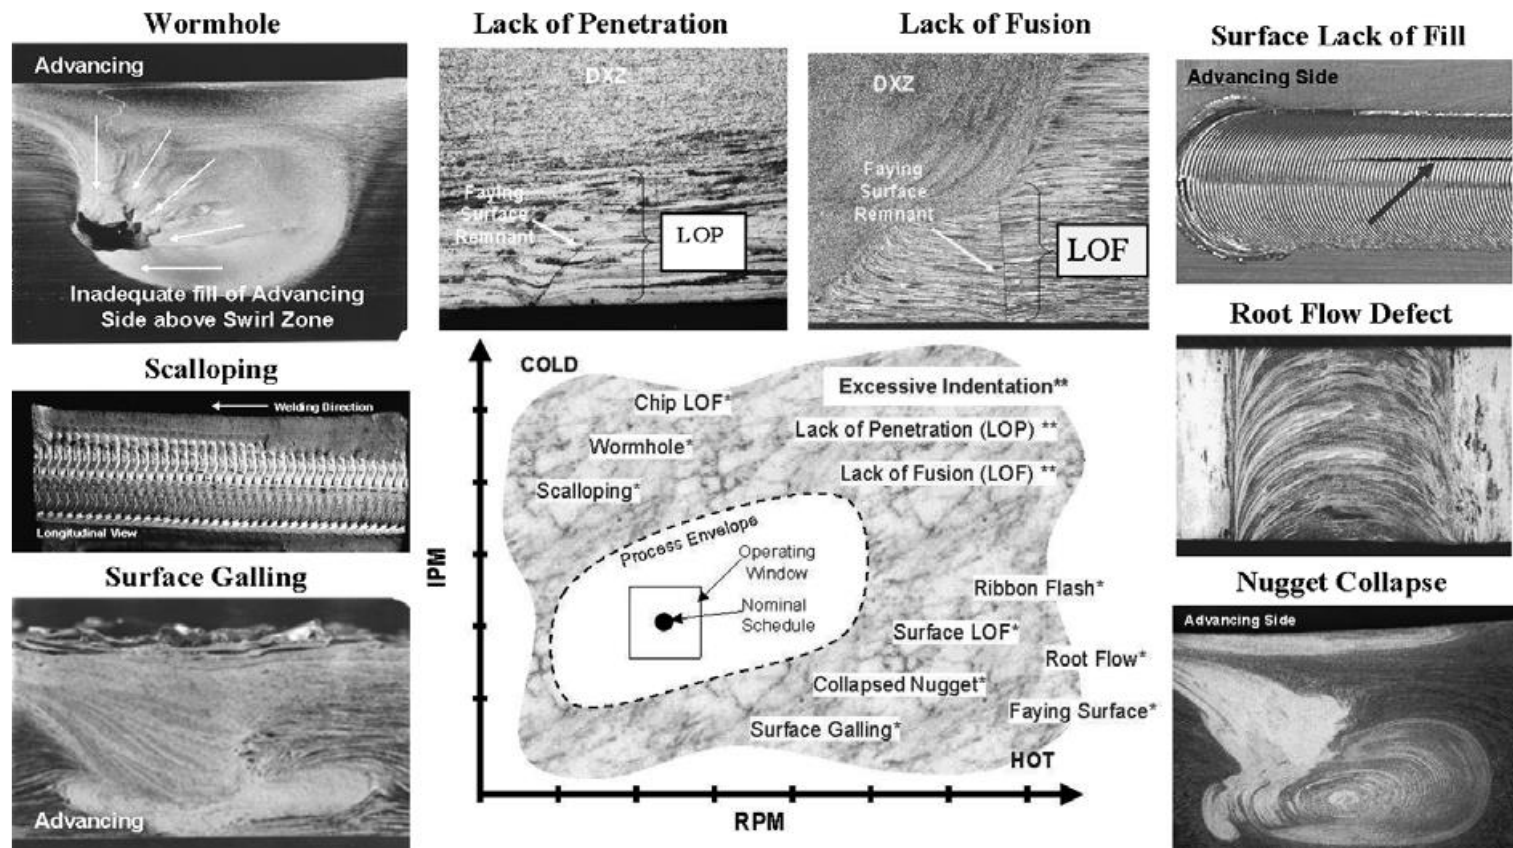 Wormhole
Advancing
Inadequate fill of Advancing
Side above Swirl Zone
Lack of Penetration
DXZ
Faying
Surface
Remnant
LOP
Lack of Fusion
DXZ
Faying
Surface
Remnant
LOF
Surface Lack of Fill
Advancing Side
Scalloping
Welding Direction
Longitudinal View
Surface Galling
Advancing
COLD
Chip LOF*
Excessive Indentation**
Wormhole*
Lack of Penetration (LOP) **
Scalloping*
Lack of Fusion (LOF) **
Process Envelope
Operating
Window
Nominal
Schedule
Ribbon Flash*
Surface LOF*
Root Flow*
Collapsed Nugget*
Faying Surface*
Surface Galling*
HOT
IPM
RPM
Root Flow Defect
Nugget Collapse
Advancing Side